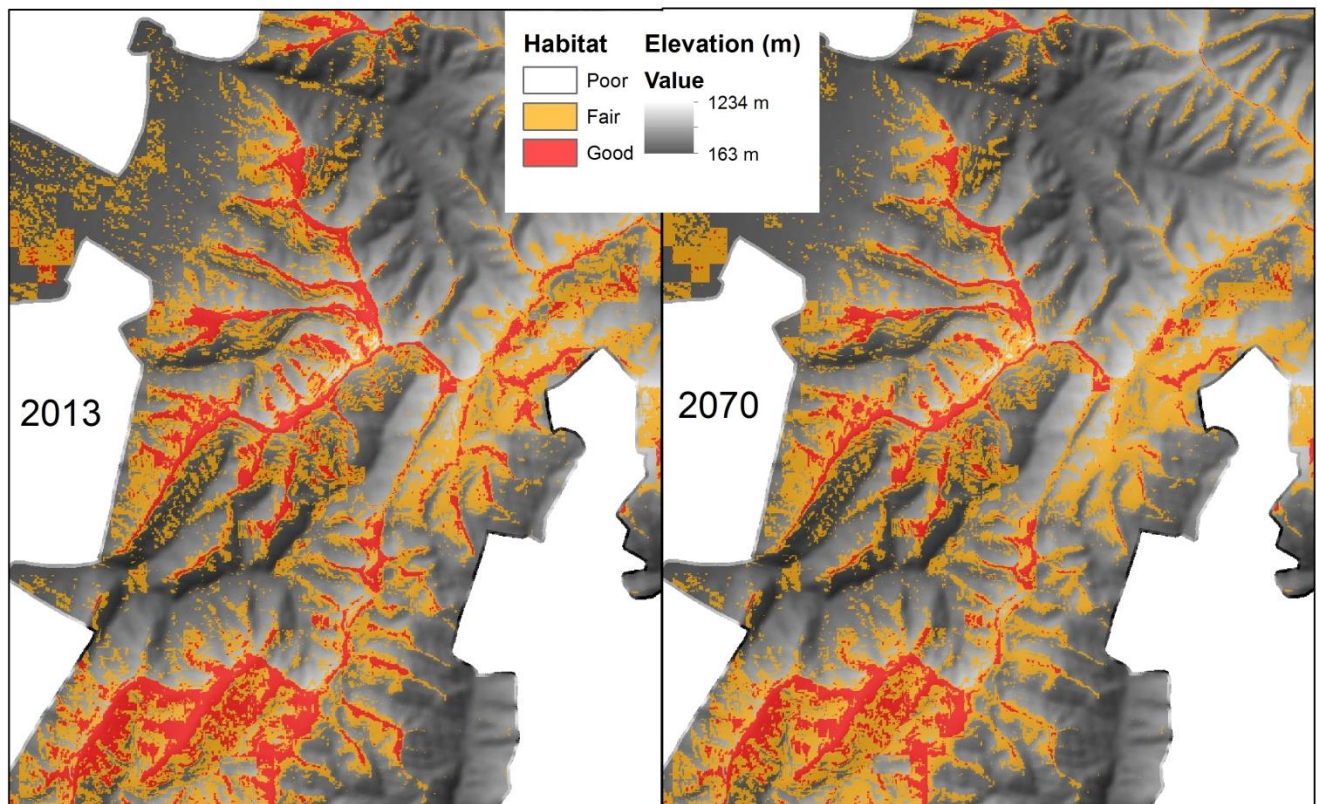 Habitat
Poor
Fair
Good
Elevation (m)
Value
1234 m
163 m
2013
2070